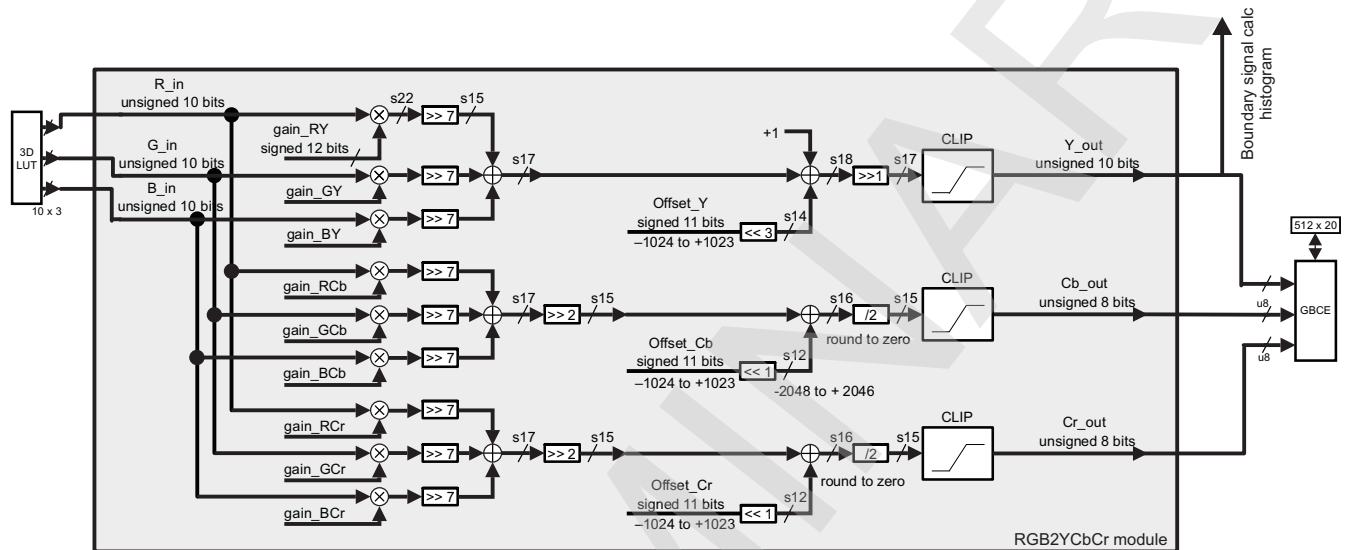 R_in
unsigned 10 bits
G_in
unsigned 10 bits
B_in
unsigned 10 bits
3D
LUT
10 x 3
gain_RY
signed 12 bits
s22
>> 7
s15
gain_GY
>> 7
gain_BY
>> 7
s17
+1
Offset_Y
signed 11 bits
–1024 to +1023
<< 3
s14
s18
>>1
s17
CLIP
Y_out
unsigned 10 bits
Boundary signal calc
histogram
gain_RCb
>> 7
gain_GCb
>> 7
gain_BCb
>> 7
s17
>> 2
s15
Offset_Cb
signed 11 bits
–1024 to +1023
<< 1
s12
-2048 to + 2046
s16
/2
s15
round to zero
CLIP
Cb_out
unsigned 8 bits
512 x 20
u8
GBCE
u8
gain_RCr
>> 7
gain_GCr
>> 7
gain_BCr
>> 7
s17
>> 2
s15
Offset_Cr
signed 11 bits
–1024 to +1023
<< 1
s12
s16
/2
s15
round to zero
CLIP
Cr_out
unsigned 8 bits
RGB2YCbCr module
MINAR